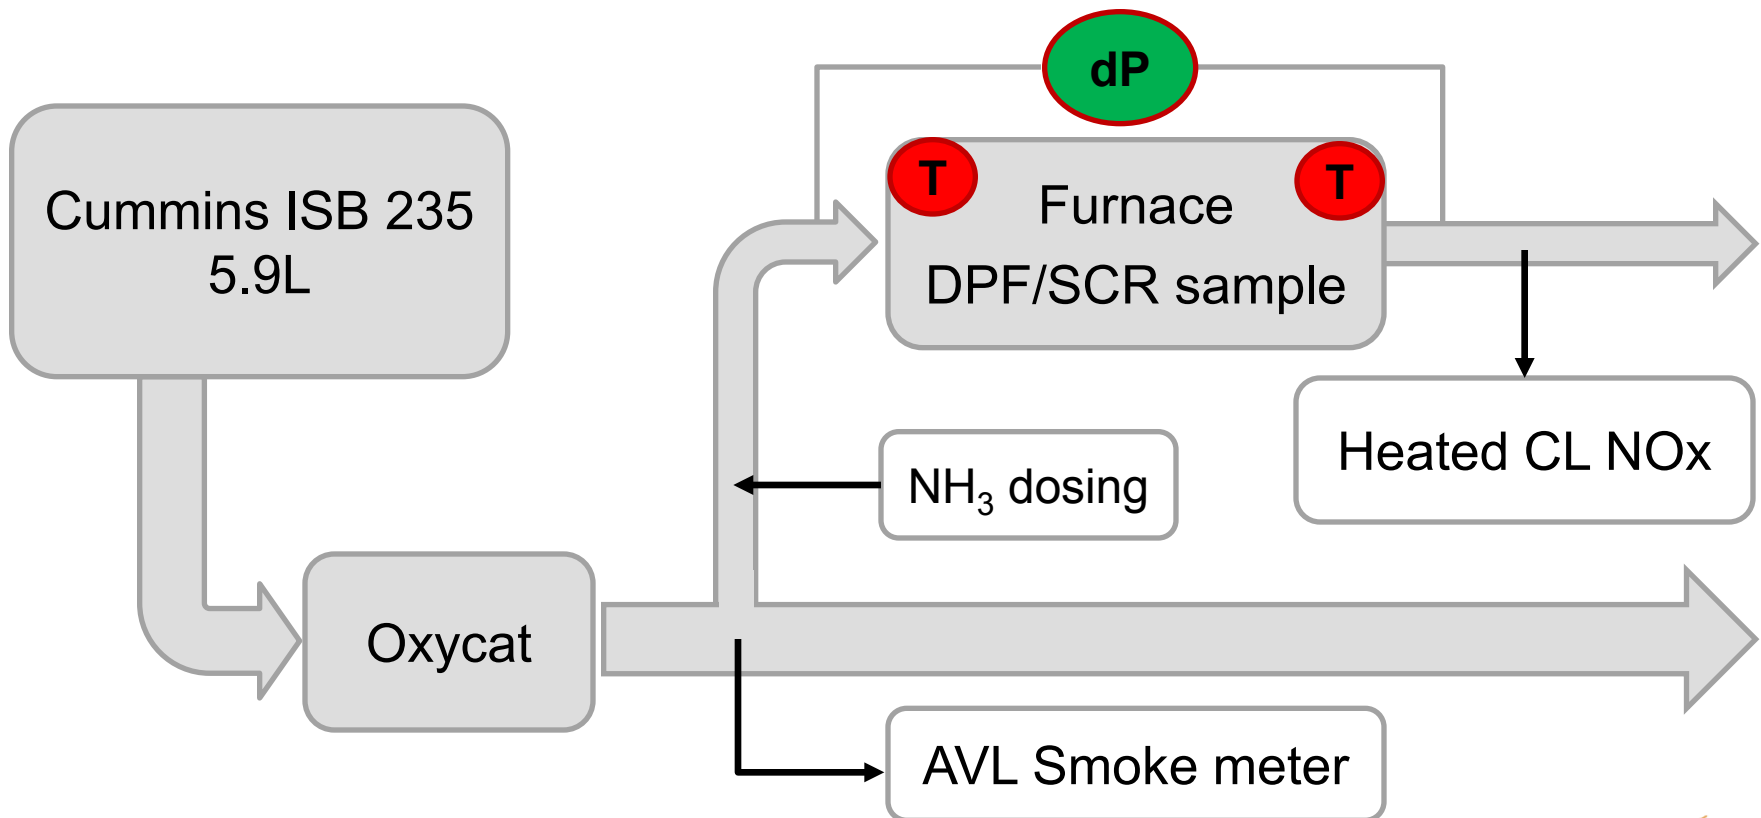 dP
Cummins ISB 235
5.9L
T
T
Furnace
DPF/SCR sample
Heated CL NOx
NH₃ dosing
Oxycat
AVL Smoke meter